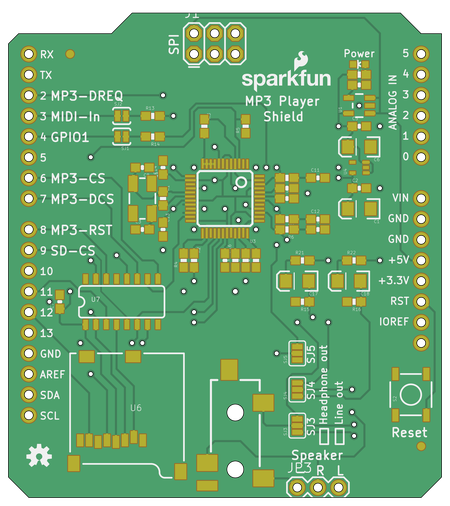 J1
SPI
Power
sparkfun
MP3 Player
Shield
ANALOG IN
RX
TX
2 MP3-DREQ
3 MIDI-In
4 GPIO1
5
6 MP3-CS
7 MP3-DCS
8 MP3-RST
9 SD-CS
10
11
12
13
GND
AREF
SDA
SCL
5
4
3
2
1
0
VIN
GND
GND
+5V
+3.3V
RST
IOREF
U7
U6
SJ5
SJ4
SJ3
Headphone out
Line out
Reset
Speaker
JP3
R L